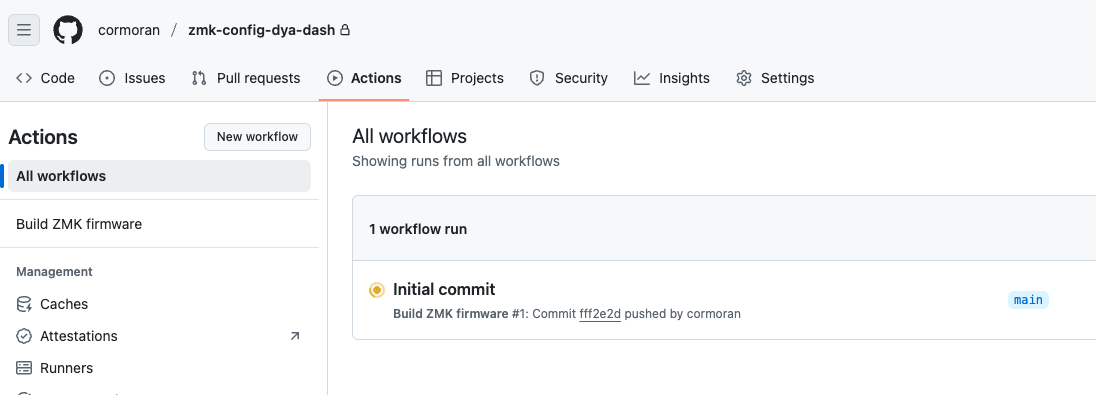 cormoran / zmk-config-dya-dash
Code Issues Pull requests Actions Projects Security Insights Settings
Actions
New workflow
All workflows
Build ZMK firmware
Management
Caches
Attestations
Runners
All workflows
Showing runs from all workflows
1 workflow run
Initial commit
Build ZMK firmware #1: Commit fff2e2d pushed by cormoran
main